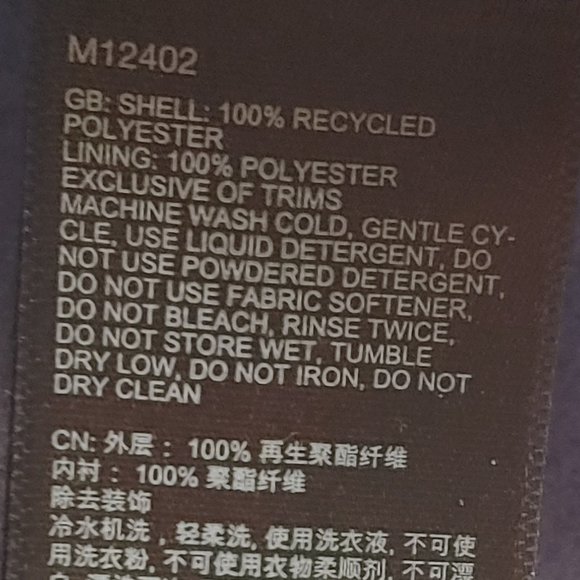 M12402
GB: SHELL: 100% RECYCLED
POLYESTER
LINING: 100% POLYESTER
EXCLUSIVE OF TRIMS
MACHINE WASH COLD, GENTLE CY-
CLE, USE LIQUID DETERGENT, DO
NOT USE POWDERED DETERGENT,
DO NOT USE FABRIC SOFTENER,
DO NOT BLEACH, RINSE TWICE,
DO NOT STORE WET, TUMBLE
DRY LOW, DO NOT IRON, DO NOT
DRY CLEAN
CN: 外层： 100% 再生聚酯纤维
内衬： 100% 聚酯纤维
除去装饰
冷水机洗，轻柔洗, 使用洗衣液, 不可使
用洗衣粉, 不可使用衣物柔顺剂, 不可漂